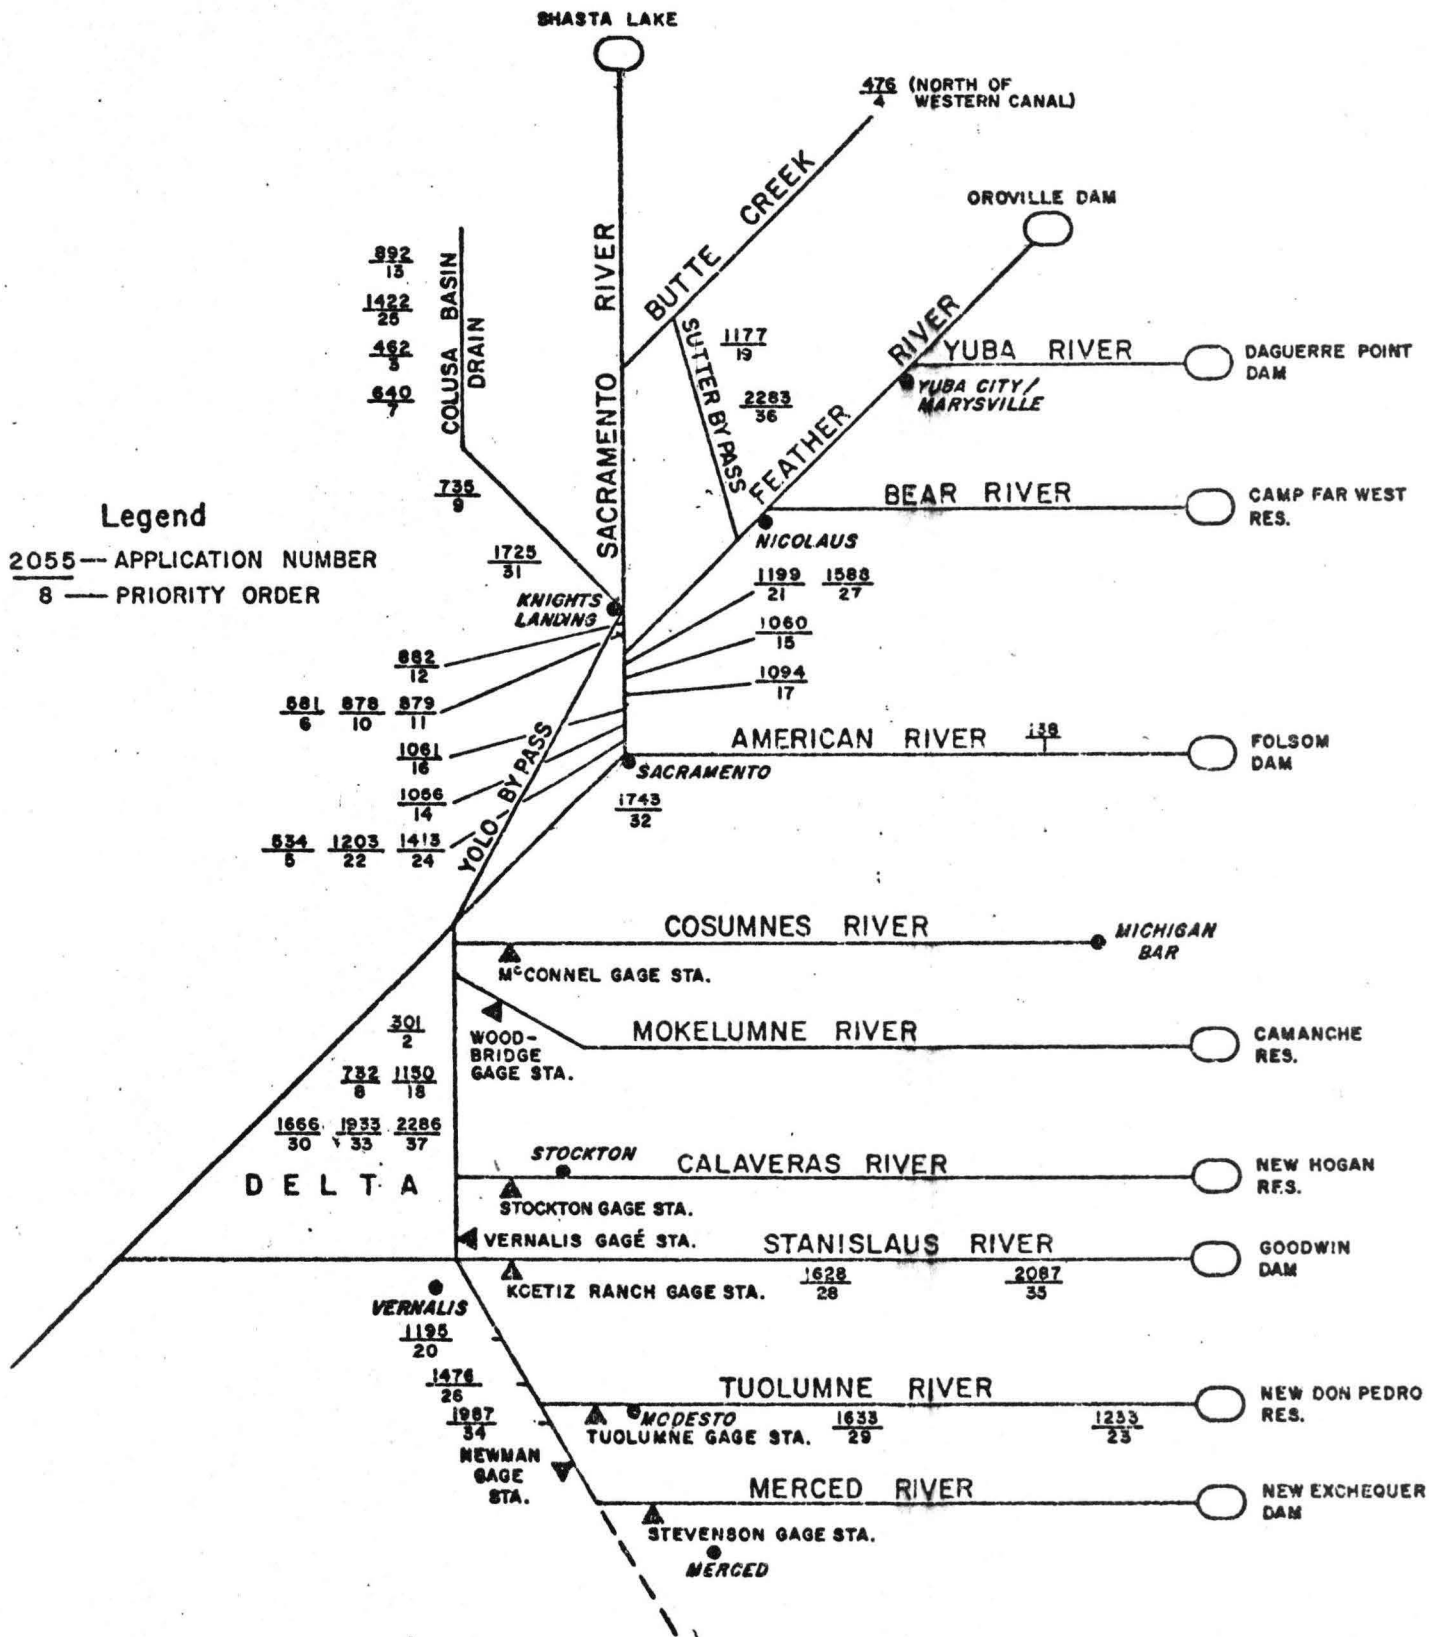 SHASTA LAKE
476 (NORTH OF
4 WESTERN CANAL)
BUTTE CREEK
OROVILLE DAM
SACRAMENTO RIVER
COLUSA BASIN
DRAIN
892
13
1422
25
462
3
640
7
735
9
1725
31
SUTTER BYPASS
1177
19
2283
36
FEATHER RIVER
YUBA RIVER
DAGUERRE POINT
DAM
YUBA CITY/
MARYSVILLE
BEAR RIVER
CAMP FAR WEST
RES.
NICOLAUS
Legend
2055 — APPLICATION NUMBER
8 — PRIORITY ORDER
KNIGHTS
LANDING
1199 1588
21 27
1060
15
1094
17
882
12
581 878 879
6 10 11
1061
16
1056
14
534 1203 1413
5 22 24
YOLO BYPASS
AMERICAN RIVER
138
1
FOLSOM
DAM
SACRAMENTO
1743
32
COSUMNES RIVER
MICHIGAN
BAR
McCONNEL GAGE STA.
301
2
WOOD-
BRIDGE
GAGE STA.
MOKELUMNE RIVER
CAMANCHE
RES.
732 1150
8 18
1666 1933 2286
30 33 37
DELTA
STOCKTON
CALAVERAS RIVER
NEW HOGAN
RES.
STOCKTON GAGE STA.
VERNALIS GAGE STA.
STANISLAUS RIVER
GOODWIN
DAM
KOETIZ RANCH GAGE STA.
1628 2087
28 35
VERNALIS
1195
20
1476
26
1987
34
TUOLUMNE RIVER
NEW DON PEDRO
RES.
MODESTO
TUOLUMNE GAGE STA.
1633 1233
29 23
NEWMAN
GAGE
STA.
MERCED RIVER
NEW EXCHEQUER
DAM
STEVENSON GAGE STA.
MERCED